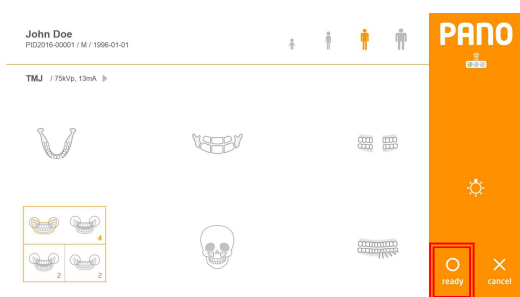 John Doe
PID2016-00001 / M / 1996-01-01
PANO
TMJ / 75kVp, 13mA
4
2 2
ready cancel